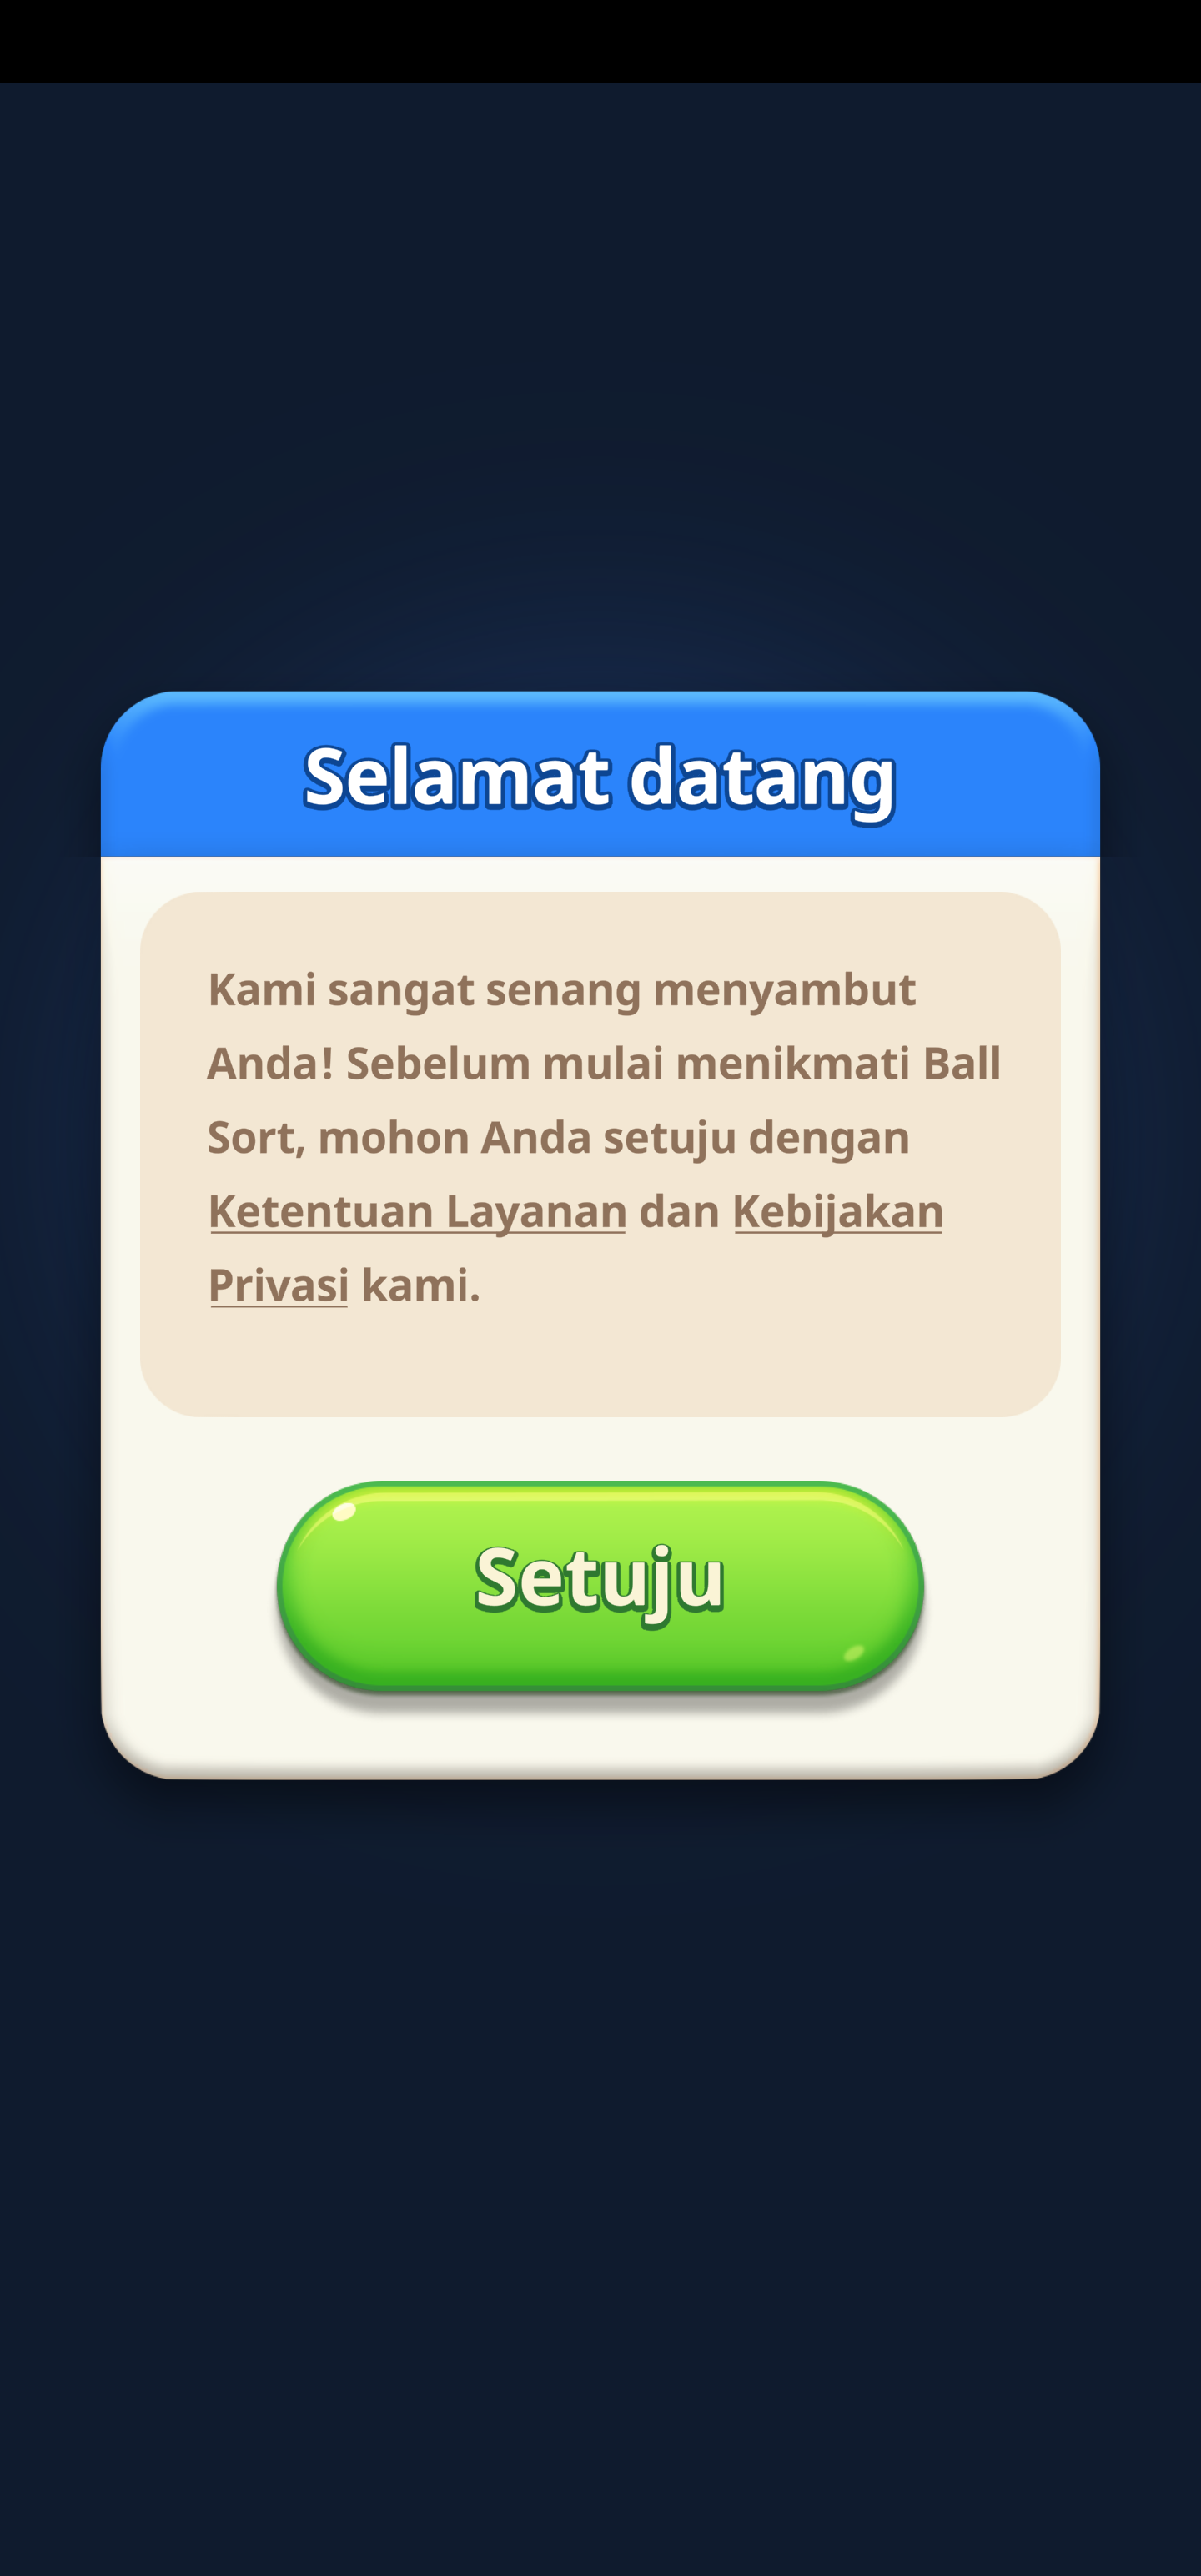 Selamat datang
Kami sangat senang menyambut
Anda! Sebelum mulai menikmati Ball
Sort, mohon Anda setuju dengan
Ketentuan Layanan dan Kebijakan
Privasi kami.
Setuju